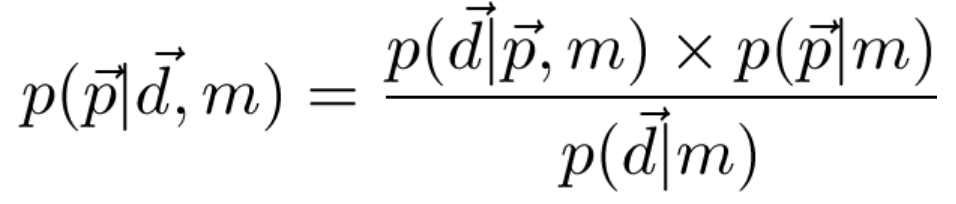 p(p⃗|d⃗, m) = p(d⃗|p⃗, m) × p(p⃗|m) / p(d⃗|m)